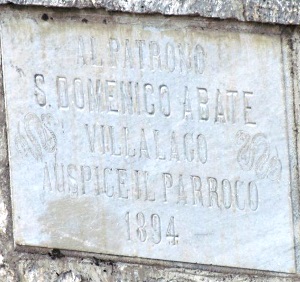 AL PATRONO
S. DOMENICO ABATE
VILLALAGO
AUSPICE IL PARROCO
1894